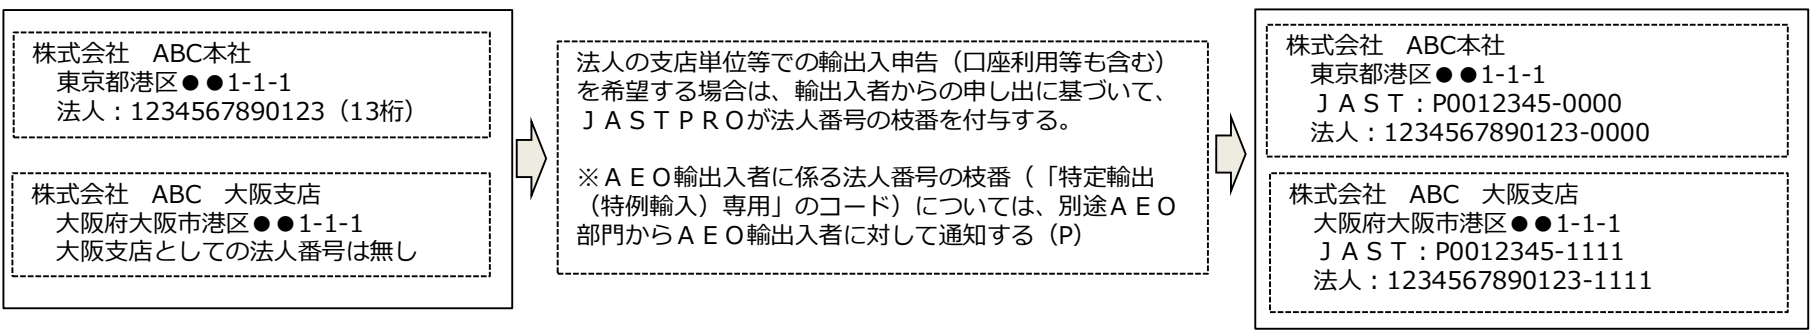 株式会社　ABC本社
東京都港区●●1-1-1
法人：1234567890123（13桁）
株式会社　ABC　大阪支店
大阪府大阪市港区●●1-1-1
大阪支店としての法人番号は無し
法人の支店単位等での輸出入申告（口座利用等も含む）
を希望する場合は、輸出入者からの申し出に基づいて、
ＪＡＳＴＰＲＯが法人番号の枝番を付与する。
※ＡＥＯ輸出入者に係る法人番号の枝番（「特定輸出
（特例輸入）専用」のコード）については、別途ＡＥＯ
部門からＡＥＯ輸出入者に対して通知する（P）
株式会社　ABC本社
東京都港区●●1-1-1
ＪＡＳＴ：P0012345-0000
法人：1234567890123-0000
株式会社　ABC　大阪支店
大阪府大阪市港区●●1-1-1
ＪＡＳＴ：P0012345-1111
法人：1234567890123-1111